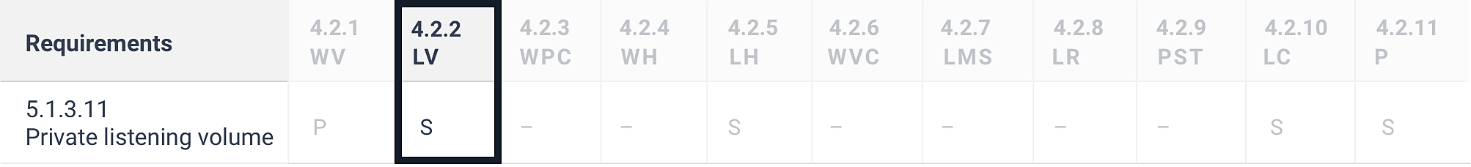 Requirements 4.2.1 WV 4.2.2 LV 4.2.3 WPC 4.2.4 WH 4.2.5 LH 4.2.6 WVC 4.2.7 LMS 4.2.8 LR 4.2.9 PST 4.2.10 LC 4.2.11 P
5.1.3.11
Private listening volume P S – – S – – – – S S